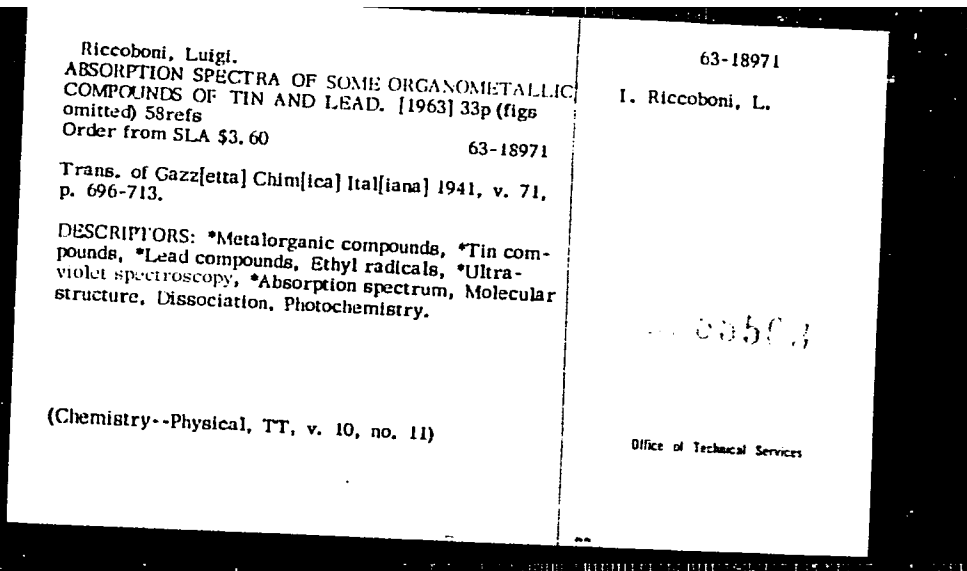 Riccoboni, Luigi.
ABSORPTION SPECTRA OF SOME ORGANOMETALLIC
COMPOUNDS OF TIN AND LEAD. [1963] 33p (figs
omitted) 58refs
Order from SLA $3.60 63-18971
Trans. of Gazz[etta] Chim[ica] Ital[iana] 1941, v. 71,
p. 696-713.
DESCRIPTORS: *Metalorganic compounds, *Tin com-
pounds, *Lead compounds, Ethyl radicals, *Ultra-
violet spectroscopy, *Absorption spectrum, Molecular
structure, Dissociation, Photochemistry.
(Chemistry--Physical, TT, v. 10, no. 11)
63-18971
I. Riccoboni, L.
Office of Technical Services